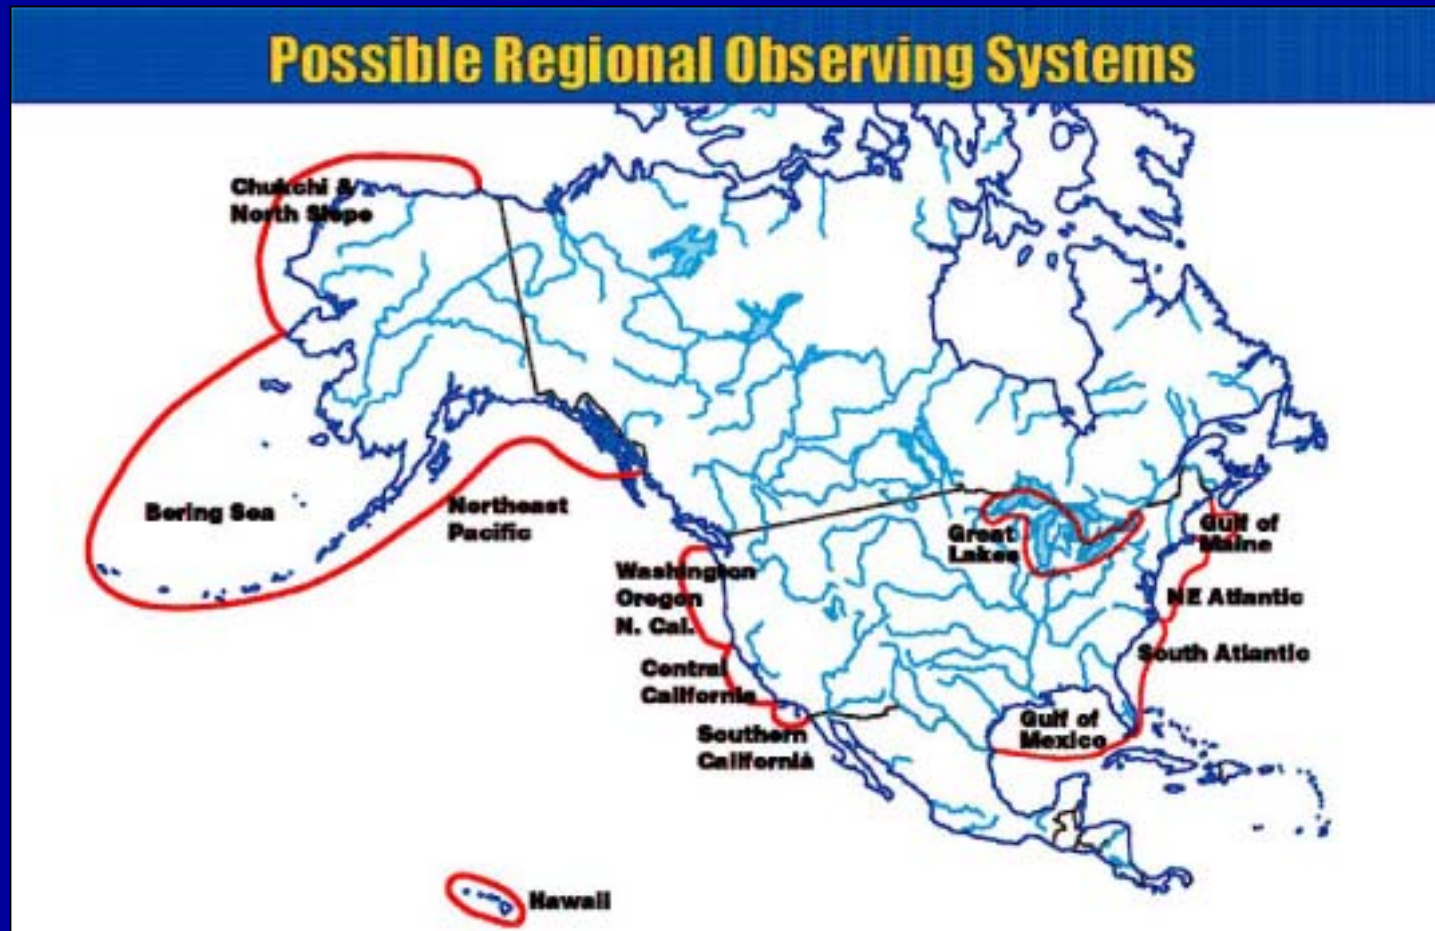 Possible Regional Observing Systems
Chukchi &
North Slope
Bering Sea
Northeast
Pacific
Washington
Oregon
N. Cal.
Central
California
Southern
California
Great
Lakes
Gulf of
Maine
NE Atlantic
South Atlantic
Gulf of
Mexico
Hawaii